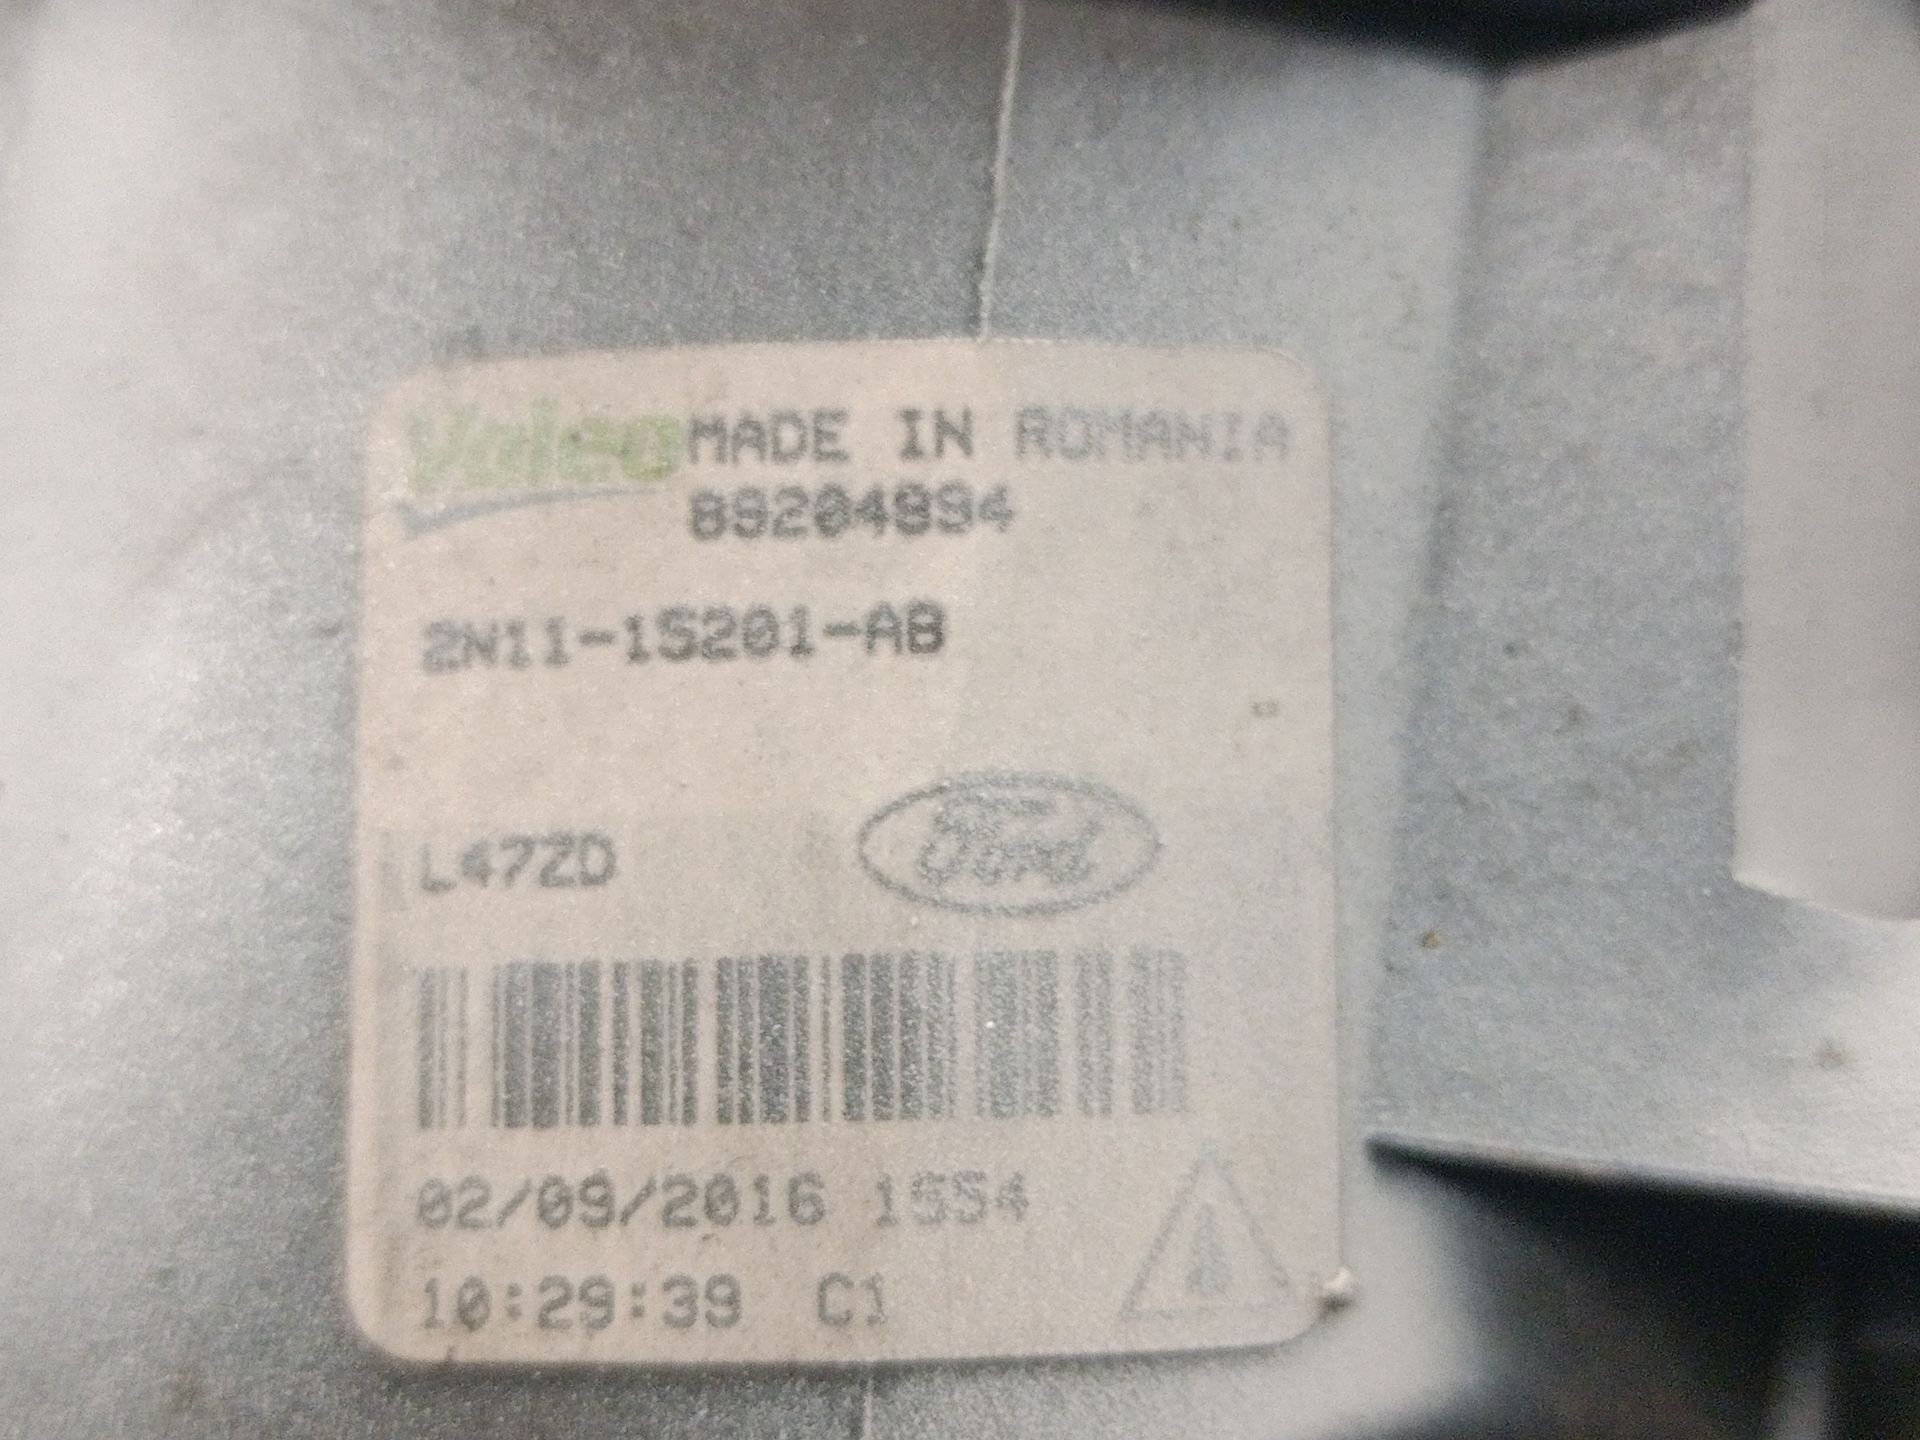 Valeo MADE IN ROMANIA
89204994
2N11-15201-AB
L47ZD
Ford
02/09/2016 1554
10:29:39 C1